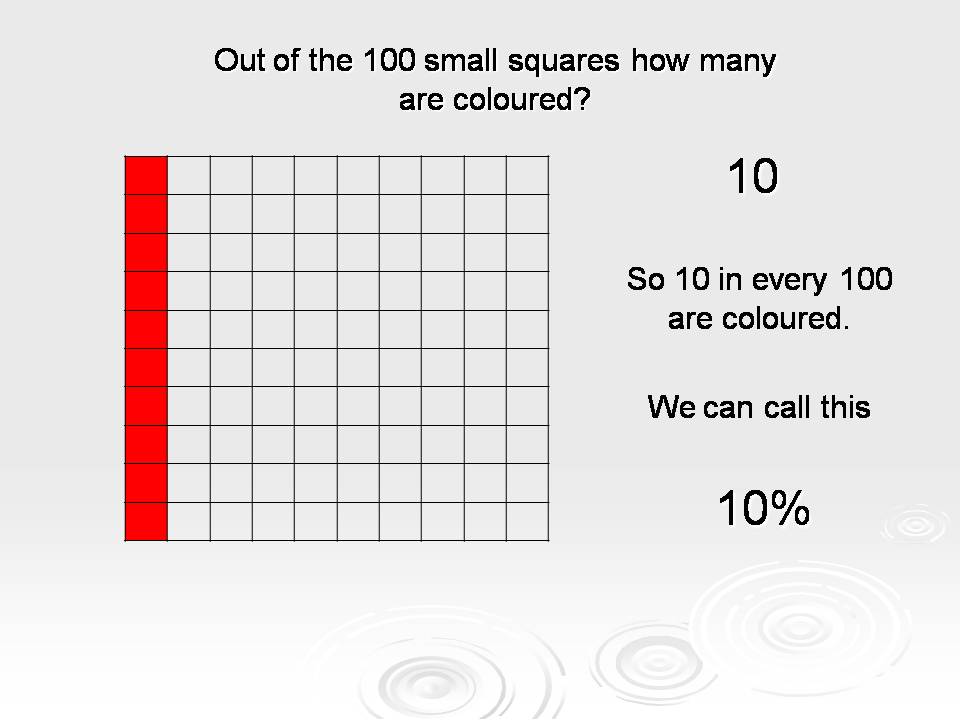 Out of the 100 small squares how many
are coloured?
10
So 10 in every 100
are coloured.
We can call this
10%